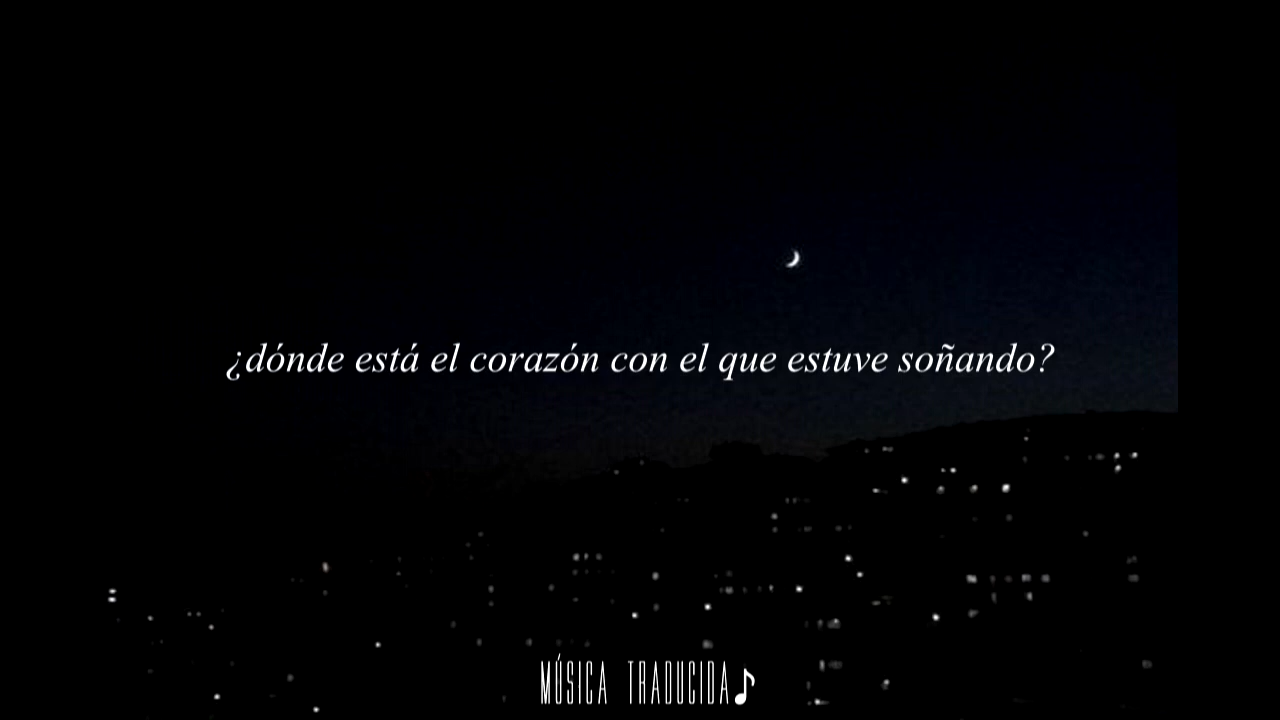 ¿dónde está el corazón con el que estuve soñando?
MÚSICA TRADUCIDA♪